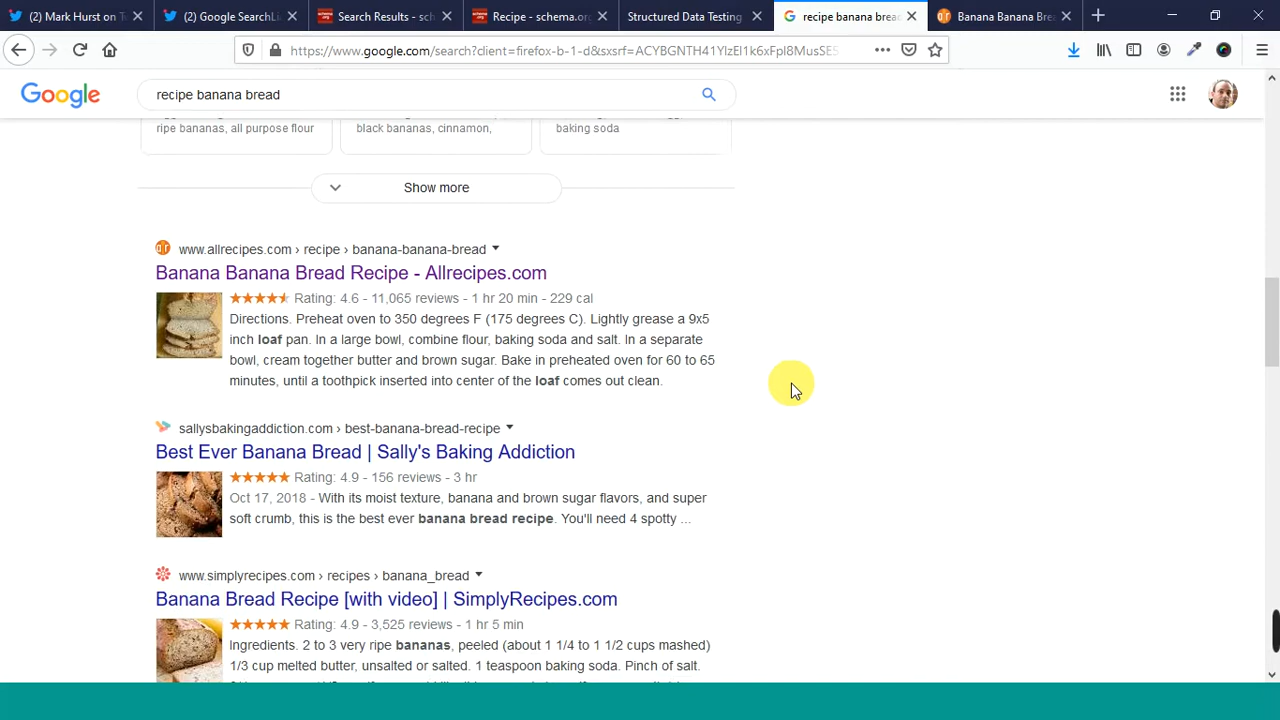 (2) Mark Hurst on T
(2) Google SearchLi
Search Results - sch
Recipe - schema.org
Structured Data Testing
recipe banana brea
Banana Banana Bre
https://www.google.com/search?client=firefox-b-1-d&sxsrf=ACYBGNTH41YlzEI1k6xFpI8MusSE5
Google
recipe banana bread
ripe bananas, all purpose flour
black bananas, cinnamon,
baking soda
Show more
www.allrecipes.com › recipe › banana-banana-bread
Banana Banana Bread Recipe - Allrecipes.com
Rating: 4.6 - 11,065 reviews - 1 hr 20 min - 229 cal
Directions. Preheat oven to 350 degrees F (175 degrees C). Lightly grease a 9x5
inch loaf pan. In a large bowl, combine flour, baking soda and salt. In a separate
bowl, cream together butter and brown sugar. Bake in preheated oven for 60 to 65
minutes, until a toothpick inserted into center of the loaf comes out clean.
sallysbakingaddiction.com › best-banana-bread-recipe
Best Ever Banana Bread | Sally's Baking Addiction
Rating: 4.9 - 156 reviews - 3 hr
Oct 17, 2018 - With its moist texture, banana and brown sugar flavors, and super
soft crumb, this is the best ever banana bread recipe. You'll need 4 spotty ...
www.simplyrecipes.com › recipes › banana_bread
Banana Bread Recipe [with video] | SimplyRecipes.com
Rating: 4.9 - 3,525 reviews - 1 hr 5 min
Ingredients. 2 to 3 very ripe bananas, peeled (about 1 1/4 to 1 1/2 cups mashed)
1/3 cup melted butter, unsalted or salted. 1 teaspoon baking soda. Pinch of salt.